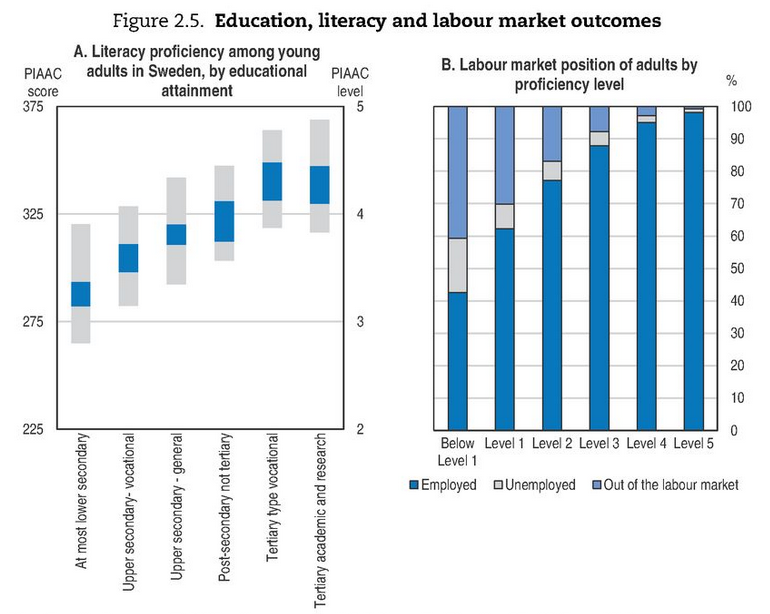 Figure 2.5. Education, literacy and labour market outcomes
A. Literacy proficiency among young
adults in Sweden, by educational
attainment
PIAAC
score
PIAAC
level
375
325
275
225
5
4
3
2
At most lower secondary
Upper secondary- vocational
Upper secondary - general
Post-secondary not tertiary
Tertiary type vocational
Tertiary academic and research
B. Labour market position of adults by
proficiency level
%
100
90
80
70
60
50
40
30
20
10
0
Below
Level 1
Level 1
Level 2
Level 3
Level 4
Level 5
Employed
Unemployed
Out of the labour market